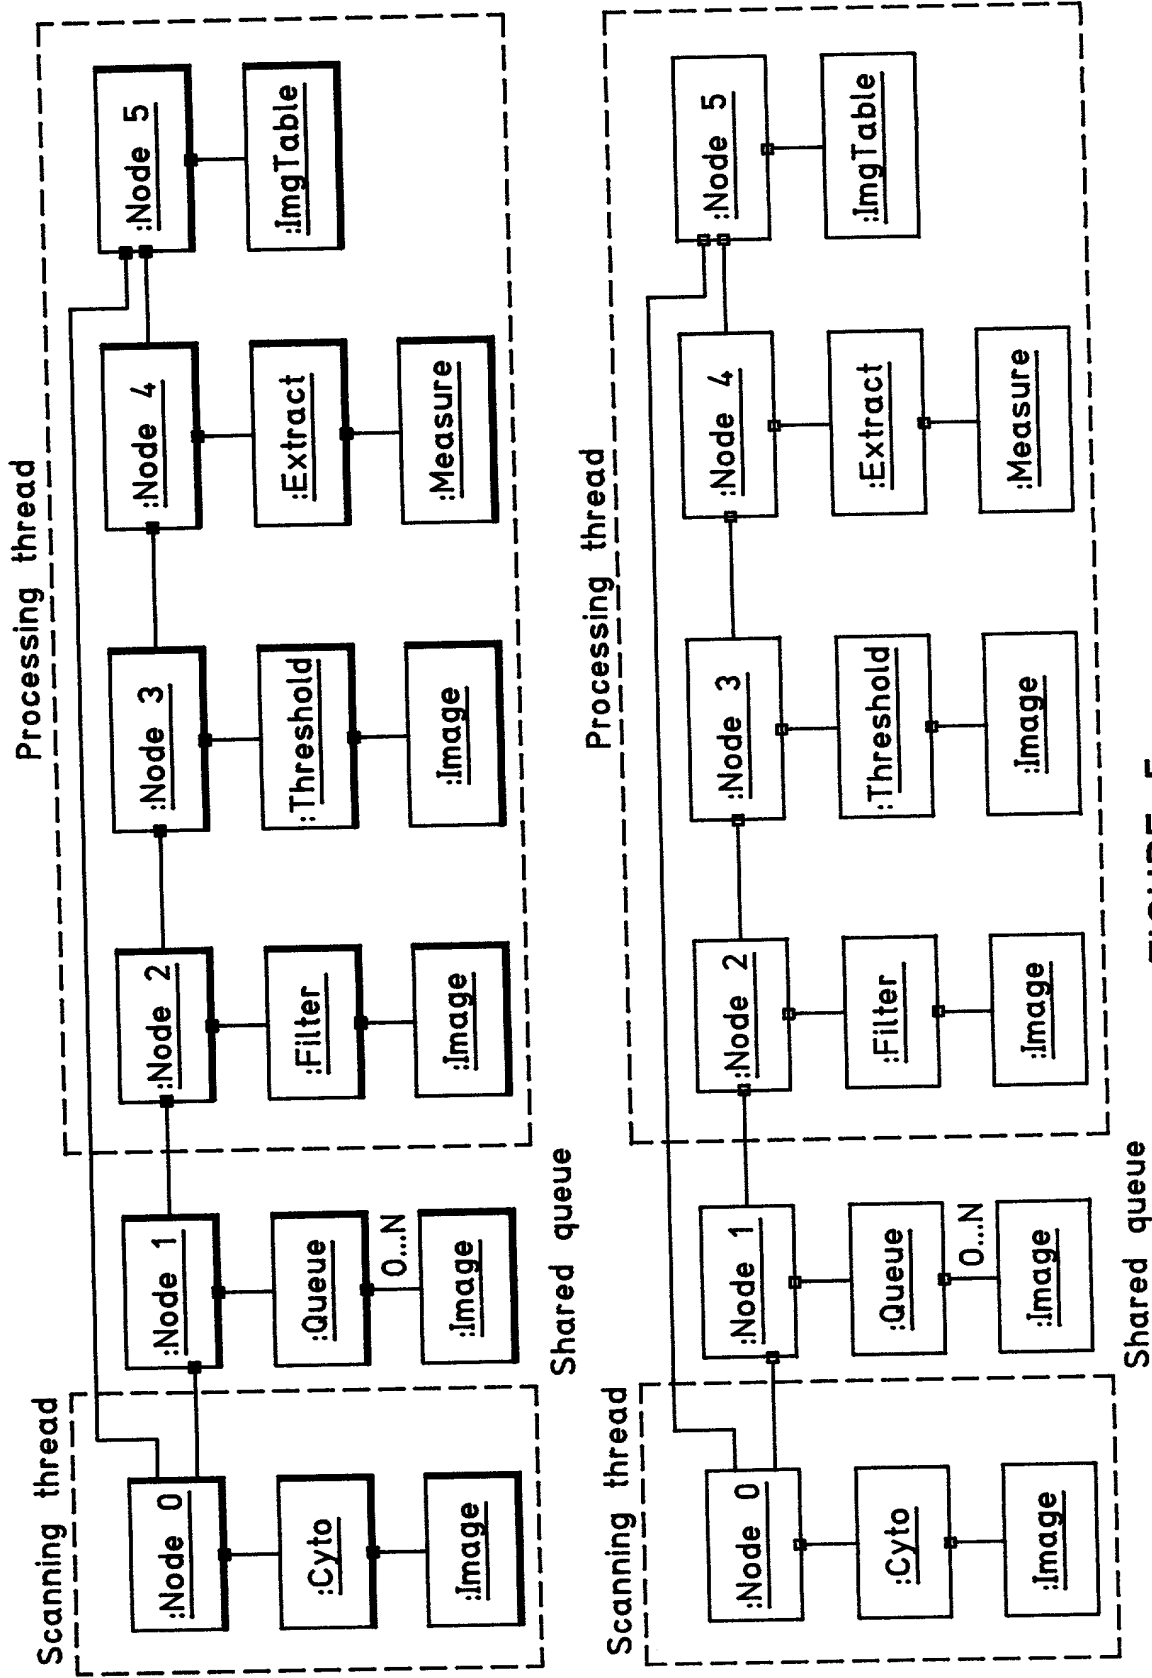 Scanning thread
Processing thread
:Node 0
:Node 1
:Node 2
:Node 3
:Node 4
:Node 5
:Cyto
:Queue
:Filter
:Threshold
:Extract
:ImgTable
O...N
:Image
:Image
:Image
:Image
:Measure
Shared queue
Scanning thread
Processing thread
:Node 0
:Node 1
:Node 2
:Node 3
:Node 4
:Node 5
:Cyto
:Queue
:Filter
:Threshold
:Extract
:ImgTable
O...N
:Image
:Image
:Image
:Image
:Measure
Shared queue